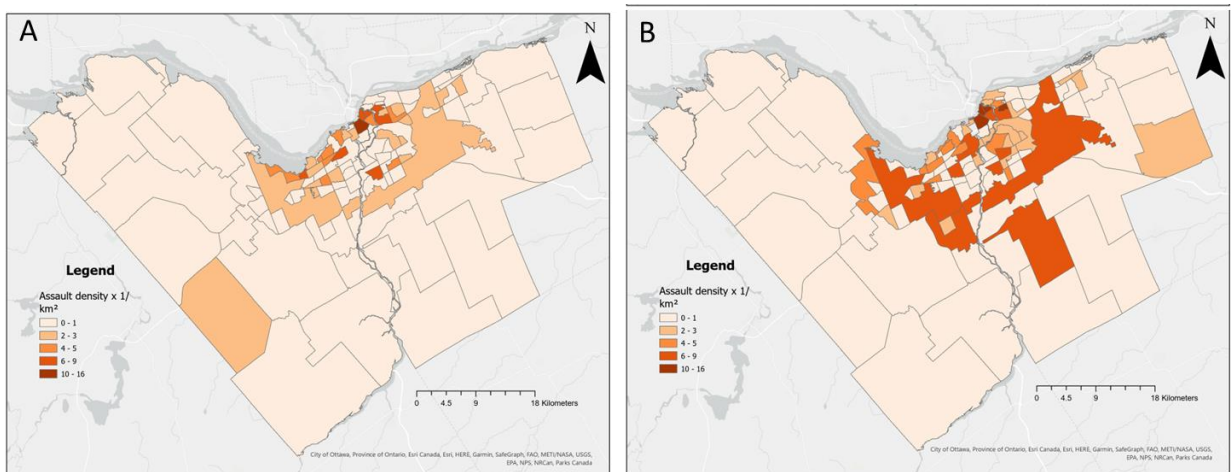 A
N
Legend
Assault density x 1/
km²
0 - 1
2 - 3
4 - 5
6 - 9
10 - 16
0 4.5 9 18 Kilometers
City of Ottawa, Province of Ontario, Esri Canada, Esri, HERE, Garmin, SafeGraph, FAO, METI/NASA, USGS,
EPA, NPS, NRCan, Parks Canada
B
N
Legend
Assault density x 1/
km²
0 - 1
2 - 3
4 - 5
6 - 9
10 - 16
0 4.5 9 18 Kilometers
City of Ottawa, Province of Ontario, Esri Canada, Esri, HERE, Garmin, SafeGraph, FAO, METI/NASA, USGS,
EPA, NPS, NRCan, Parks Canada